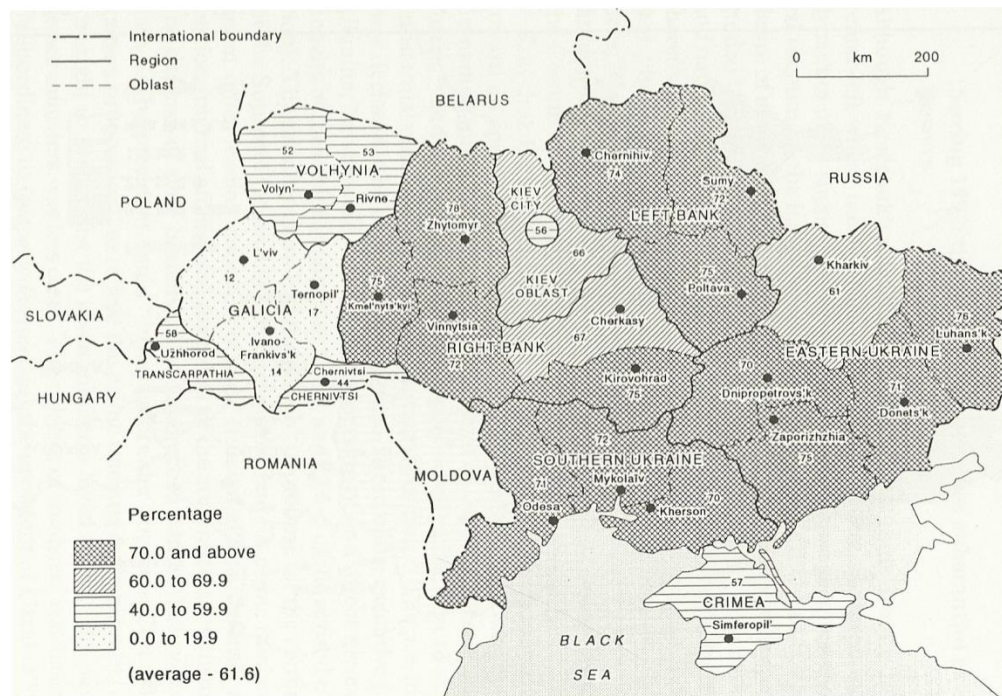 International boundary
Region
Oblast
0 km 200
BELARUS
POLAND
RUSSIA
SLOVAKIA
HUNGARY
ROMANIA
MOLDOVA
52
53
VOLHYNIA
Volyn'
Rivne
L'viv
12
GALICIA
Ternopil'
17
Ivano-
Frankivs'k
14
58
Uzhhorod
TRANSCARPATHIA
Chernivtsi
44
CHERNIVTSI
78
Zhytomyr
75
Kmel'nyts'kyi
Vinnytsia
72
RIGHT-BANK
KIEV
CITY
56
66
KIEV
OBLAST
Cherkasy
67
Kirovohrad
75
Chernihiv
74
Sumy
72
LEFT-BANK
75
Poltava
Kharkiv
61
76
Luhans'k
EASTERN-UKRAINE
70
Dnipropetrovs'k
71
Donets'k
Zaporizhzhia
75
72
SOUTHERN-UKRAINE
Mykolaiv
71
Odesa
70
Kherson
57
CRIMEA
Simferopil'
BLACK
SEA
Percentage
70.0 and above
60.0 to 69.9
40.0 to 59.9
0.0 to 19.9
(average - 61.6)